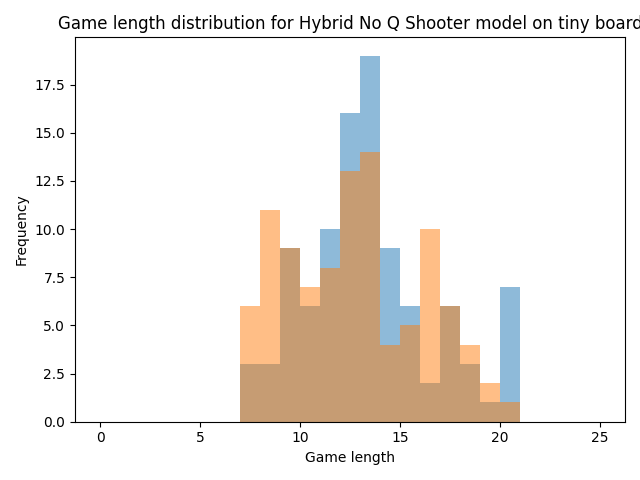 Game length distribution for Hybrid No Q Shooter model on tiny board
17.5
15.0
12.5
10.0
7.5
5.0
2.5
0.0
Frequency
0 5 10 15 20 25
Game length